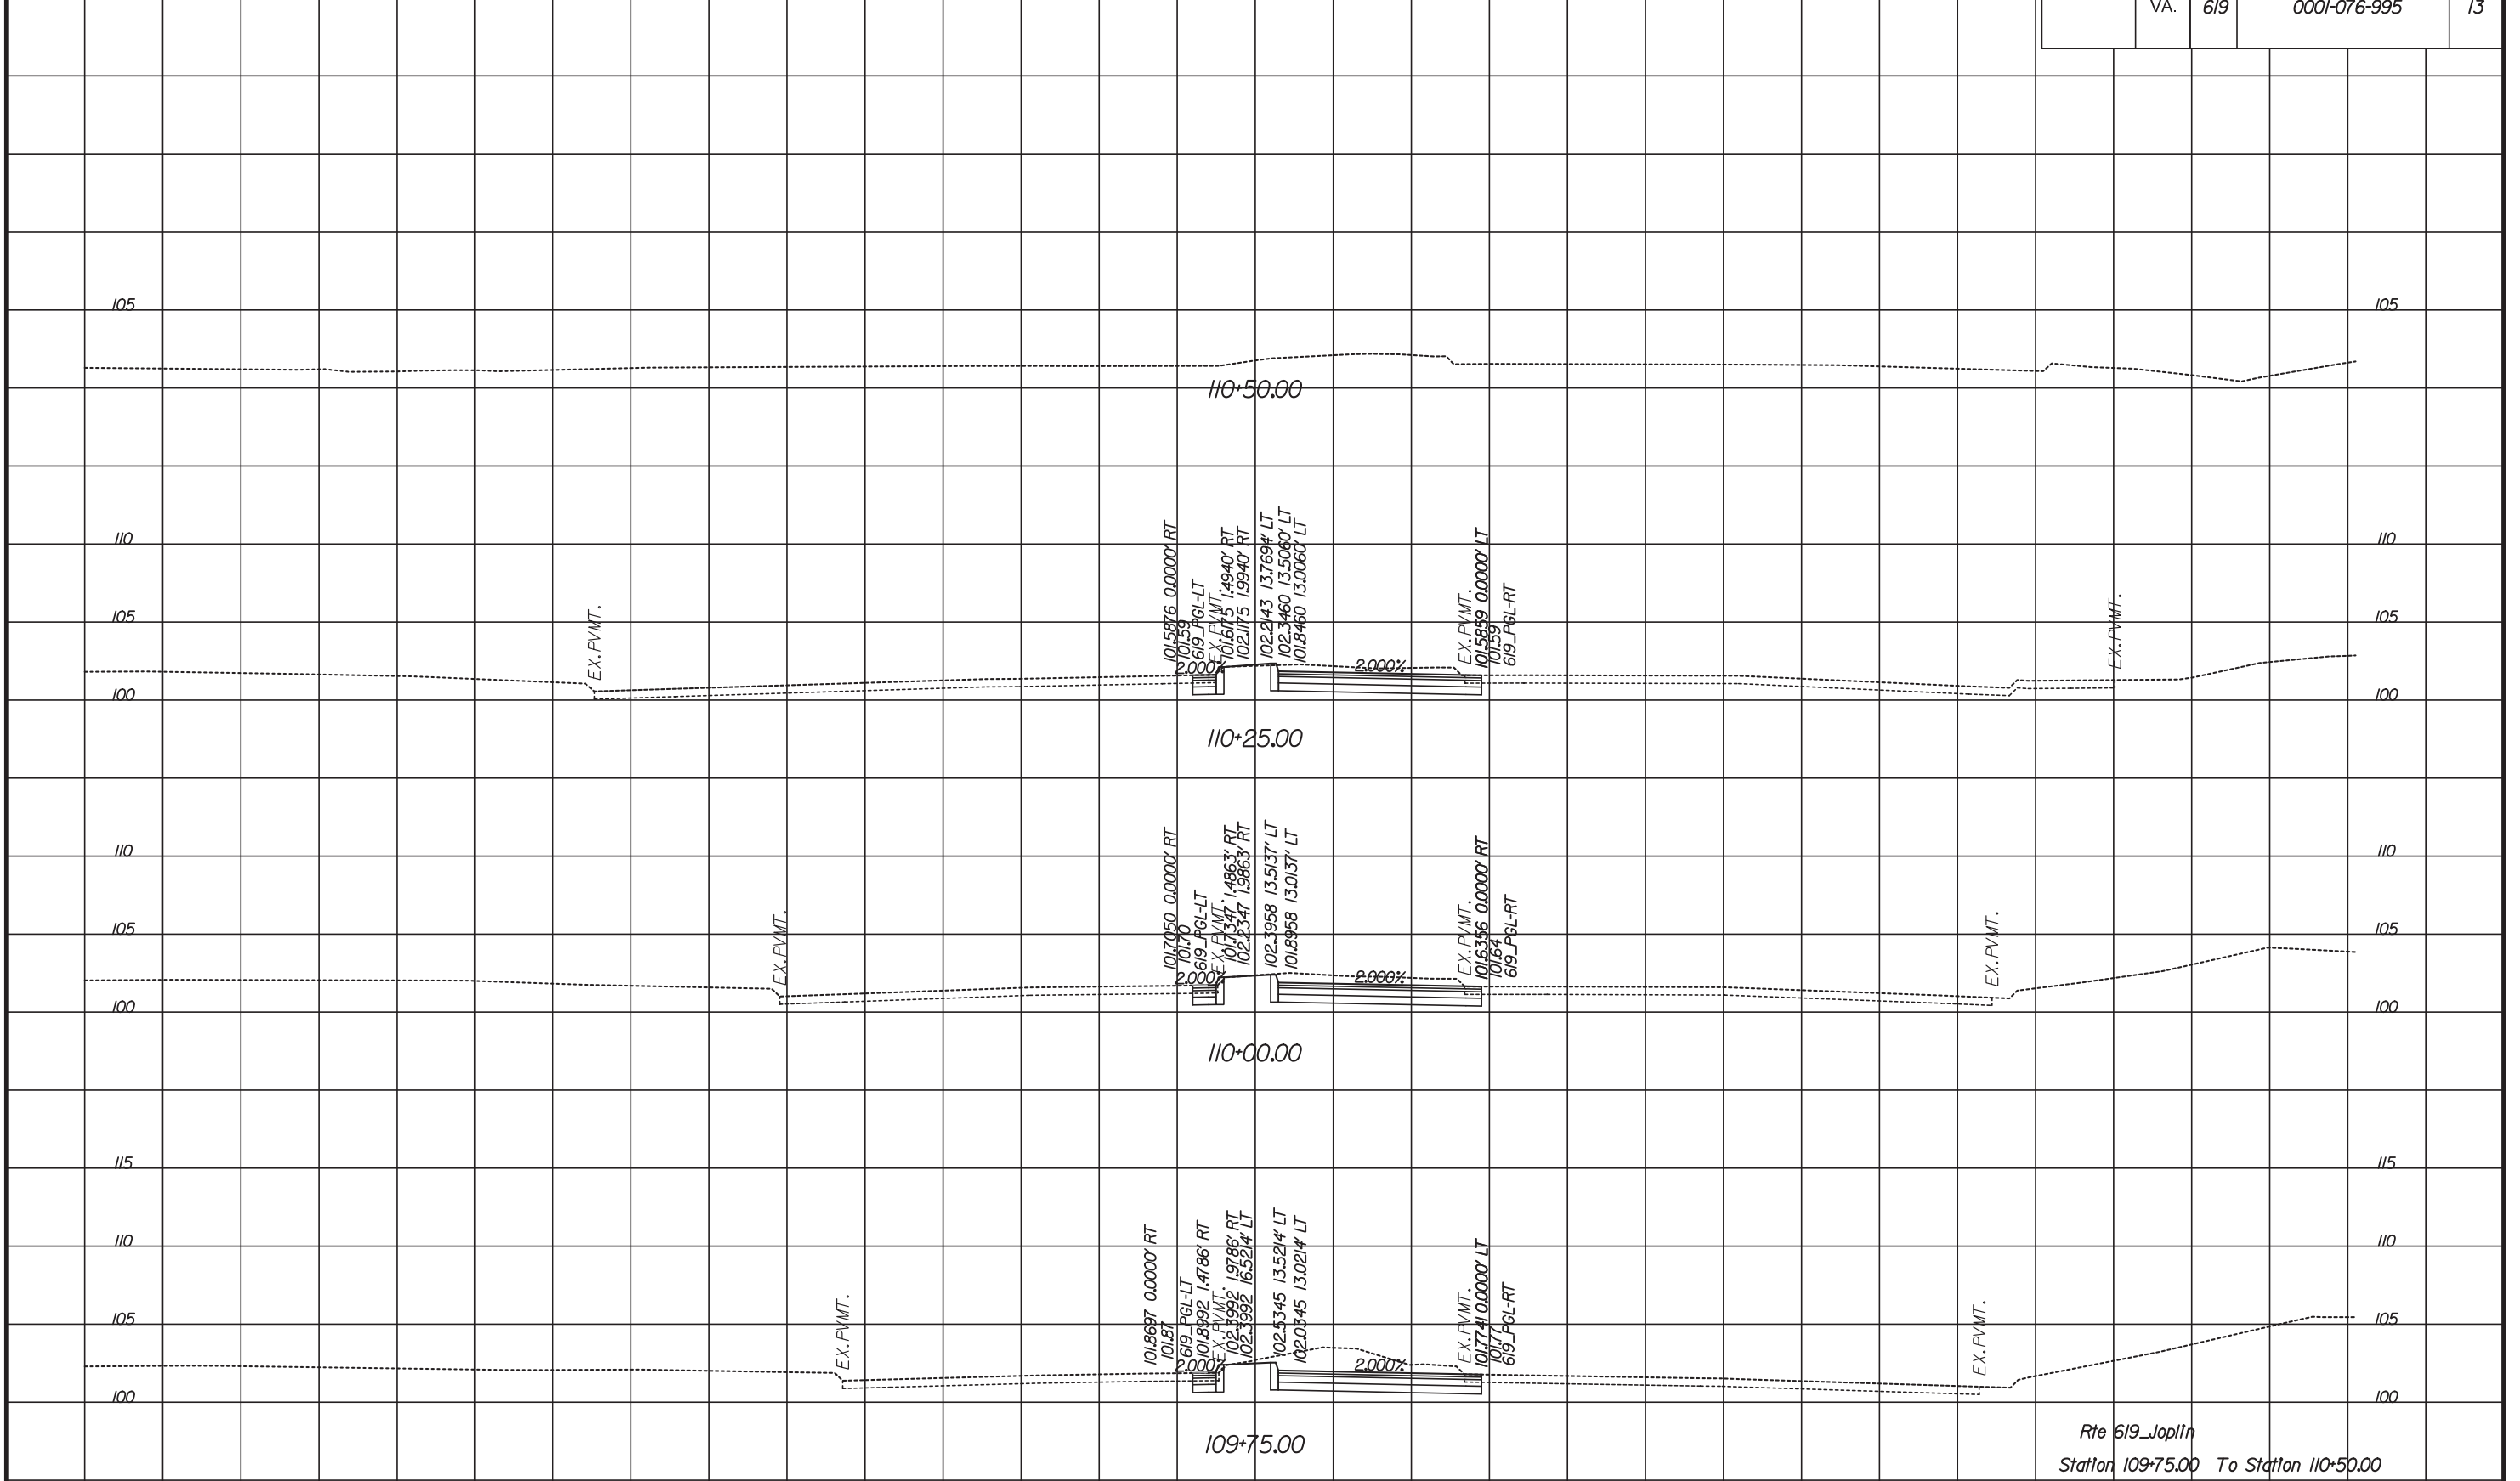 VA. 619 0001-076-995 13
105 105
110+50.00
110 110
105 105
100 100
EX.PVMT.
101.5876 0.0000' RT
101.59
619_PGL-LT
EX.PVMT.
101.6175 1.4940' RT
102.1175 1.9940' RT
102.2143 13.7694' LT
102.3460 13.5060' LT
101.8460 13.0060' LT
EX.PVMT.
101.5859 0.0000' LT
101.59
619_PGL-RT
EX.PVMT.
2.000% 2.000%
110+25.00
110 110
105 105
100 100
EX.PVMT.
101.7050 0.0000' RT
101.70
619_PGL-LT
EX.PVMT.
101.7347 1.4863' RT
102.2347 1.9863' RT
102.3958 13.5137' LT
101.8958 13.0137' LT
EX.PVMT.
101.6356 0.0000' RT
101.64
619_PGL-RT
EX.PVMT.
2.000% 2.000%
110+00.00
115 115
110 110
105 105
100 100
EX.PVMT.
101.8697 0.0000' RT
101.87
619_PGL-LT
101.8992 1.4786' RT
EX.PVMT.
102.3992 1.9786' RT
102.3992 16.5214' LT
102.5345 13.5214' LT
102.0345 13.0214' LT
EX.PVMT.
101.7741 0.0000' LT
101.77
619_PGL-RT
EX.PVMT.
2.000% 2.000%
109+75.00
Rte 619_Joplin
Station 109+75.00 To Station 110+50.00